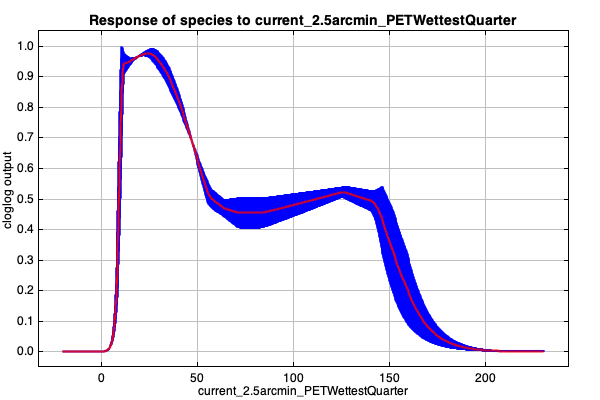 Response of species to current_2.5arcmin_PETWettestQuarter
1.0
0.9
0.8
0.7
0.6
0.5
0.4
0.3
0.2
0.1
0.0
cloglog output
0 50 100 150 200
current_2.5arcmin_PETWettestQuarter